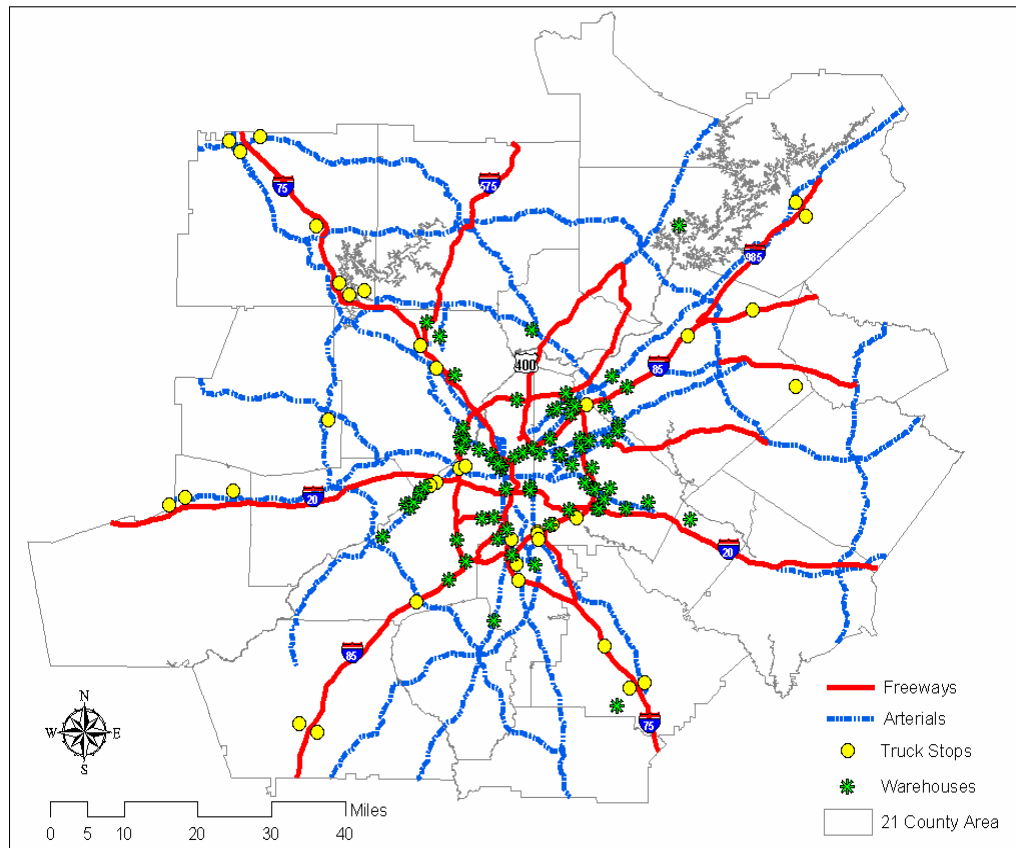 75
575
985
400
85
20
20
85
75
N
W E
S
Freeways
Arterials
Truck Stops
Warehouses
21 County Area
Miles
0 5 10 20 30 40